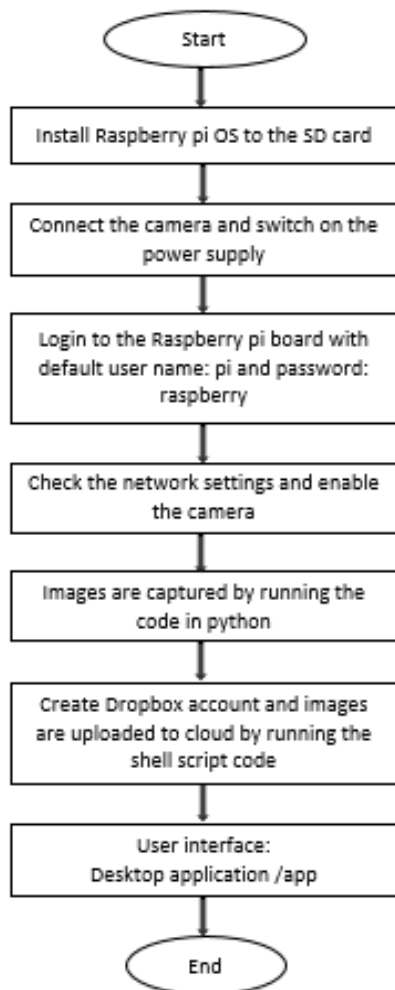 Start
Install Raspberry pi OS to the SD card
Connect the camera and switch on the
power supply
Login to the Raspberry pi board with
default user name: pi and password:
raspberry
Check the network settings and enable
the camera
Images are captured by running the
code in python
Create Dropbox account and images
are uploaded to cloud by running the
shell script code
User interface:
Desktop application /app
End